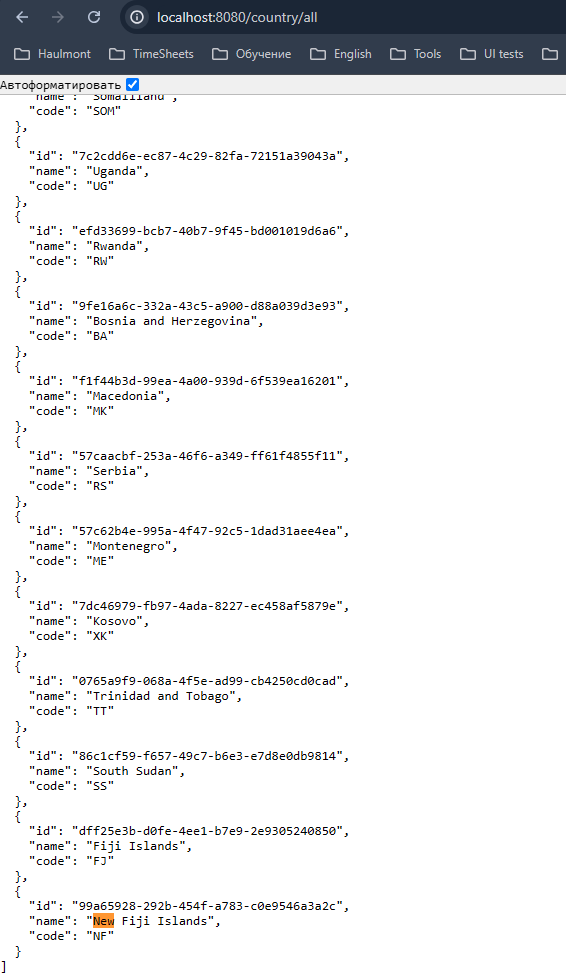 localhost:8080/country/all
Haulmont TimeSheets Обучение English Tools UI tests
Автоформатировать
"name": "Somaliland",
"code": "SOM"
},
{
"id": "7c2cdd6e-ec87-4c29-82fa-72151a39043a",
"name": "Uganda",
"code": "UG"
},
{
"id": "efd33699-bcb7-40b7-9f45-bd001019d6a6",
"name": "Rwanda",
"code": "RW"
},
{
"id": "9fe16a6c-332a-43c5-a900-d88a039d3e93",
"name": "Bosnia and Herzegovina",
"code": "BA"
},
{
"id": "f1f44b3d-99ea-4a00-939d-6f539ea16201",
"name": "Macedonia",
"code": "MK"
},
{
"id": "57caacbf-253a-46f6-a349-ff61f4855f11",
"name": "Serbia",
"code": "RS"
},
{
"id": "57c62b4e-995a-4f47-92c5-1dad31aee4ea",
"name": "Montenegro",
"code": "ME"
},
{
"id": "7dc46979-fb97-4ada-8227-ec458af5879e",
"name": "Kosovo",
"code": "XK"
},
{
"id": "0765a9f9-068a-4f5e-ad99-cb4250cd0cad",
"name": "Trinidad and Tobago",
"code": "TT"
},
{
"id": "86c1cf59-f657-49c7-b6e3-e7d8e0db9814",
"name": "South Sudan",
"code": "SS"
},
{
"id": "dff25e3b-d0fe-4ee1-b7e9-2e9305240850",
"name": "Fiji Islands",
"code": "FJ"
},
{
"id": "99a65928-292b-454f-a783-c0e9546a3a2c",
"name": "New Fiji Islands",
"code": "NF"
}
]